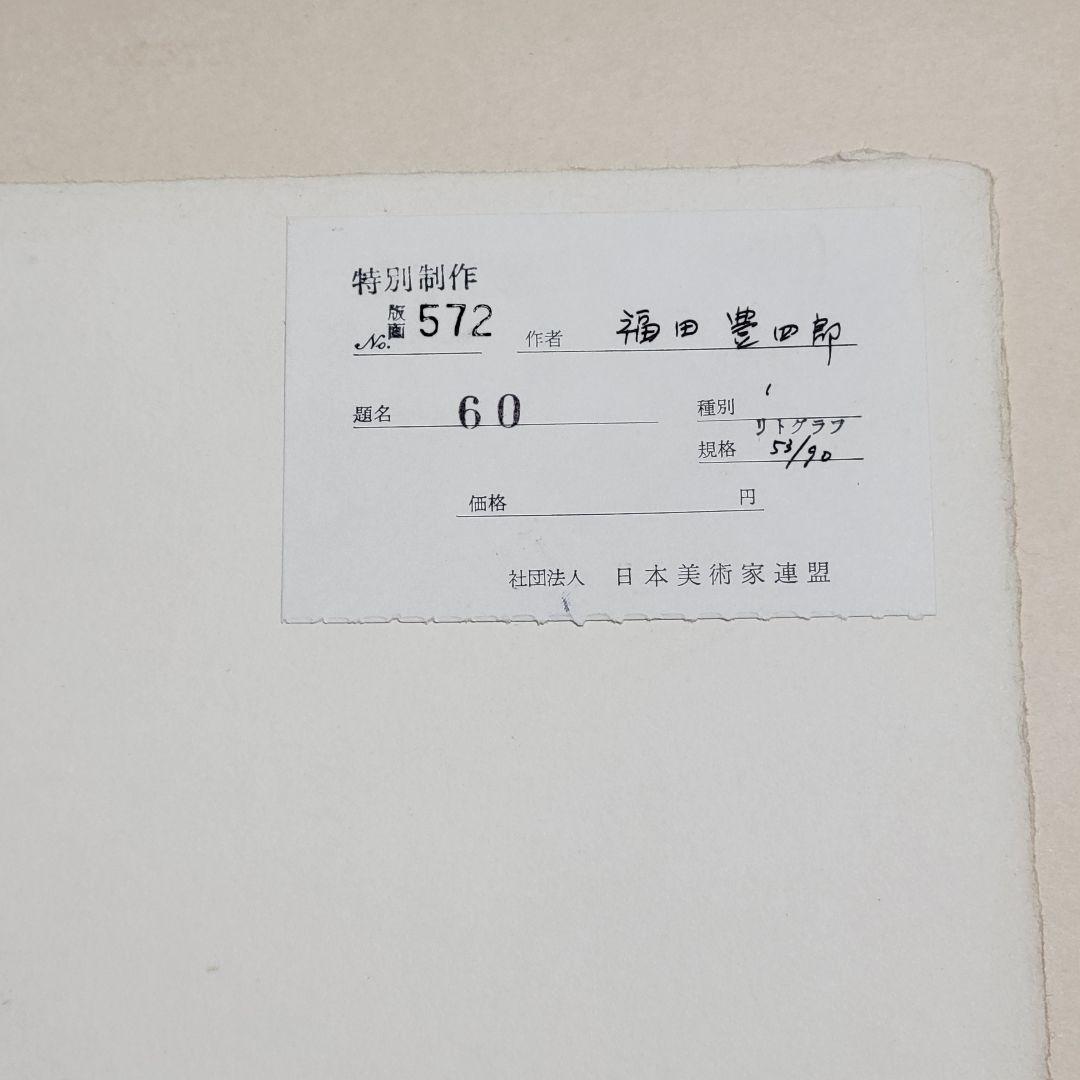 特別制作
No. 版画 572 作者 福田豊四郎
題名 60 種別 リトグラフ
規格 53/90
価格 円
社団法人 日本美術家連盟